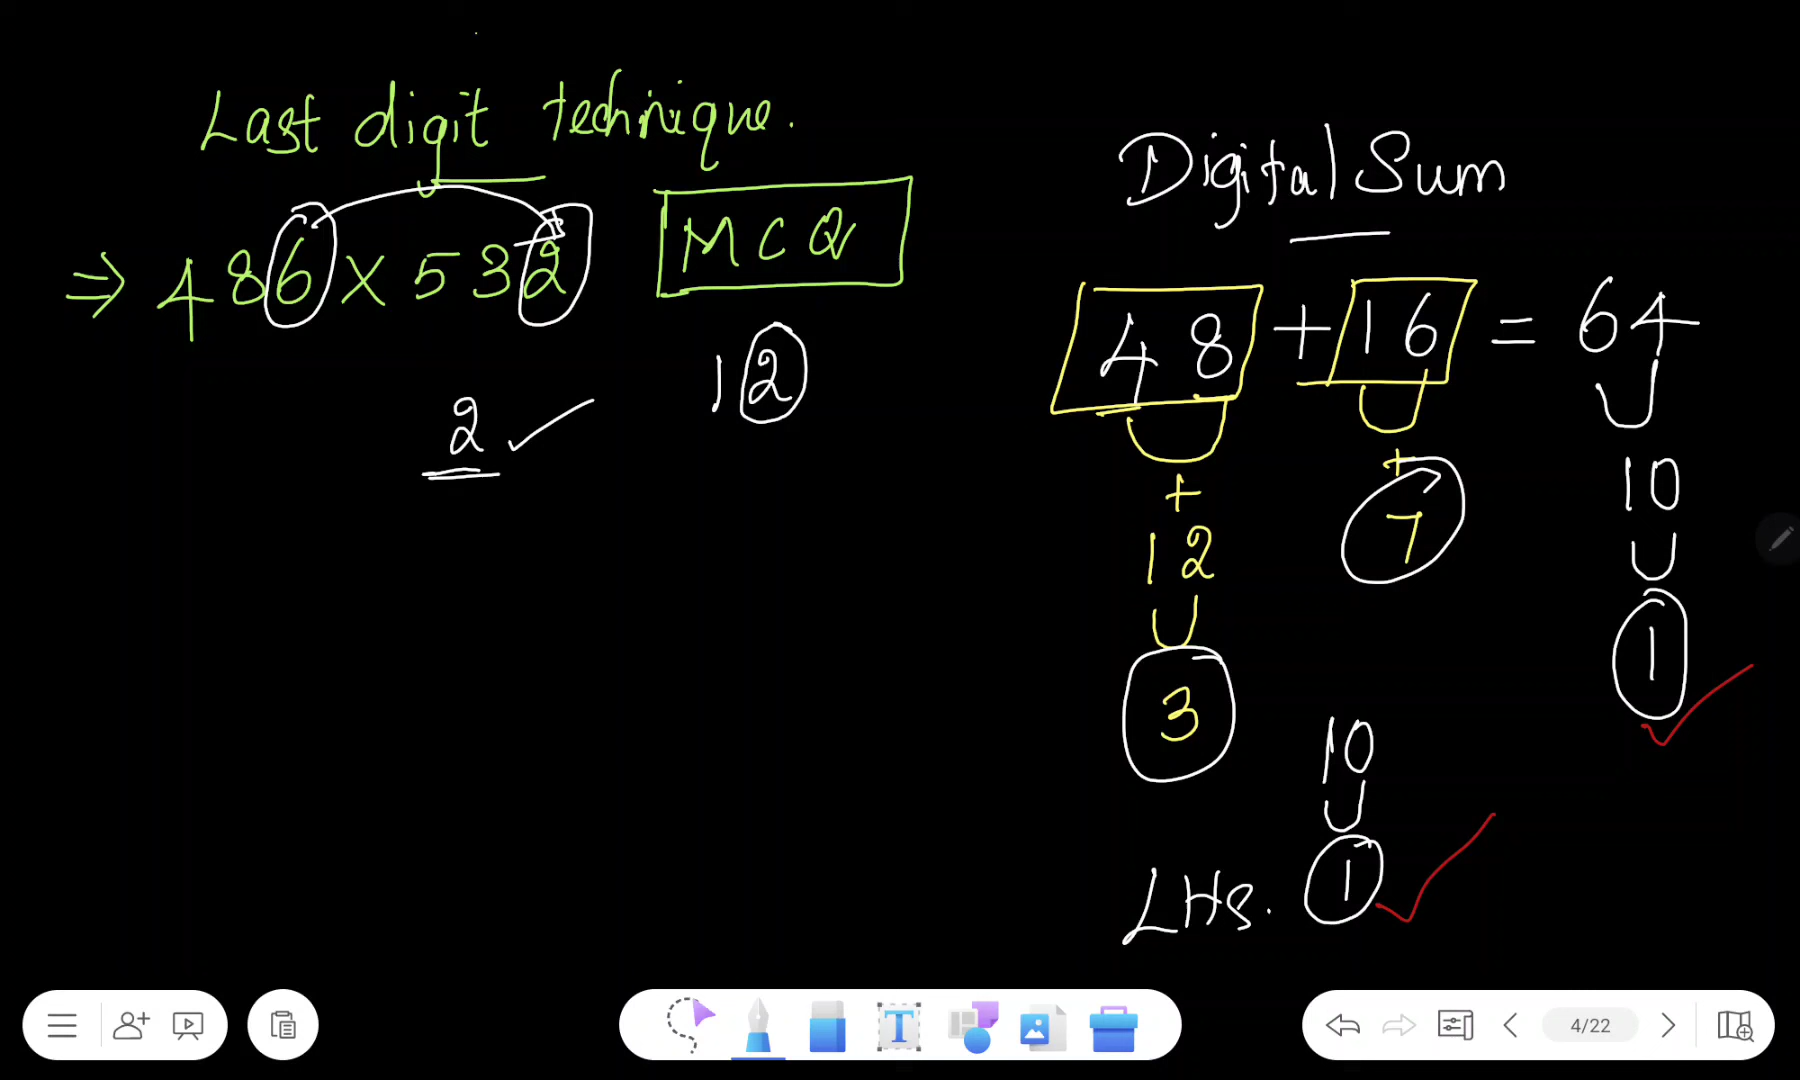 Last digit technique.
⇒ 486 × 532
MCQ
12
2 ✓
Digital Sum
48 + 16 = 64
+
+
7
10
12
1
3
10
LHS. 1
4/22